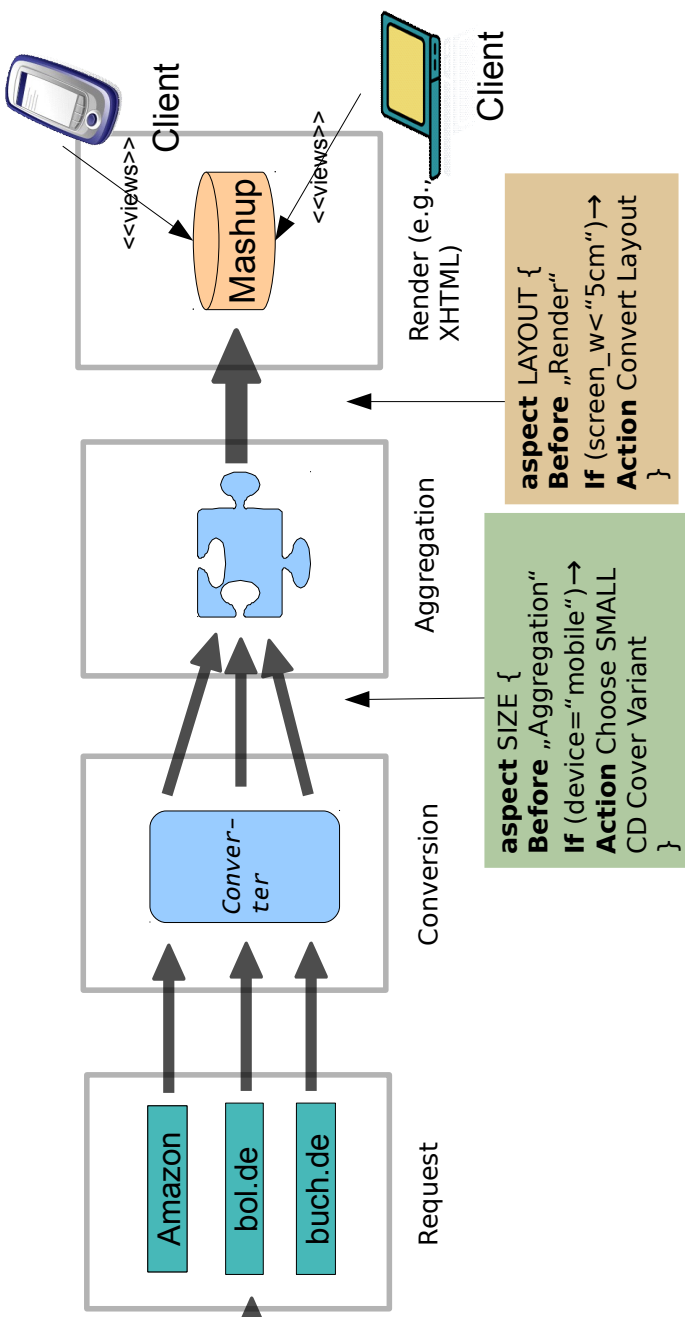 Amazon
bol.de
buch.de
Request
Conver-
ter
Conversion
Aggregation
Mashup
<<views>>
<<views>>
Client
Client
Render (e.g.,
XHTML)
aspect SIZE {
Before „Aggregation“
If (device=“mobile“)→
Action Choose SMALL
CD Cover Variant
}
aspect LAYOUT {
Before „Render“
If (screen_w<“5cm“)→
Action Convert Layout
}